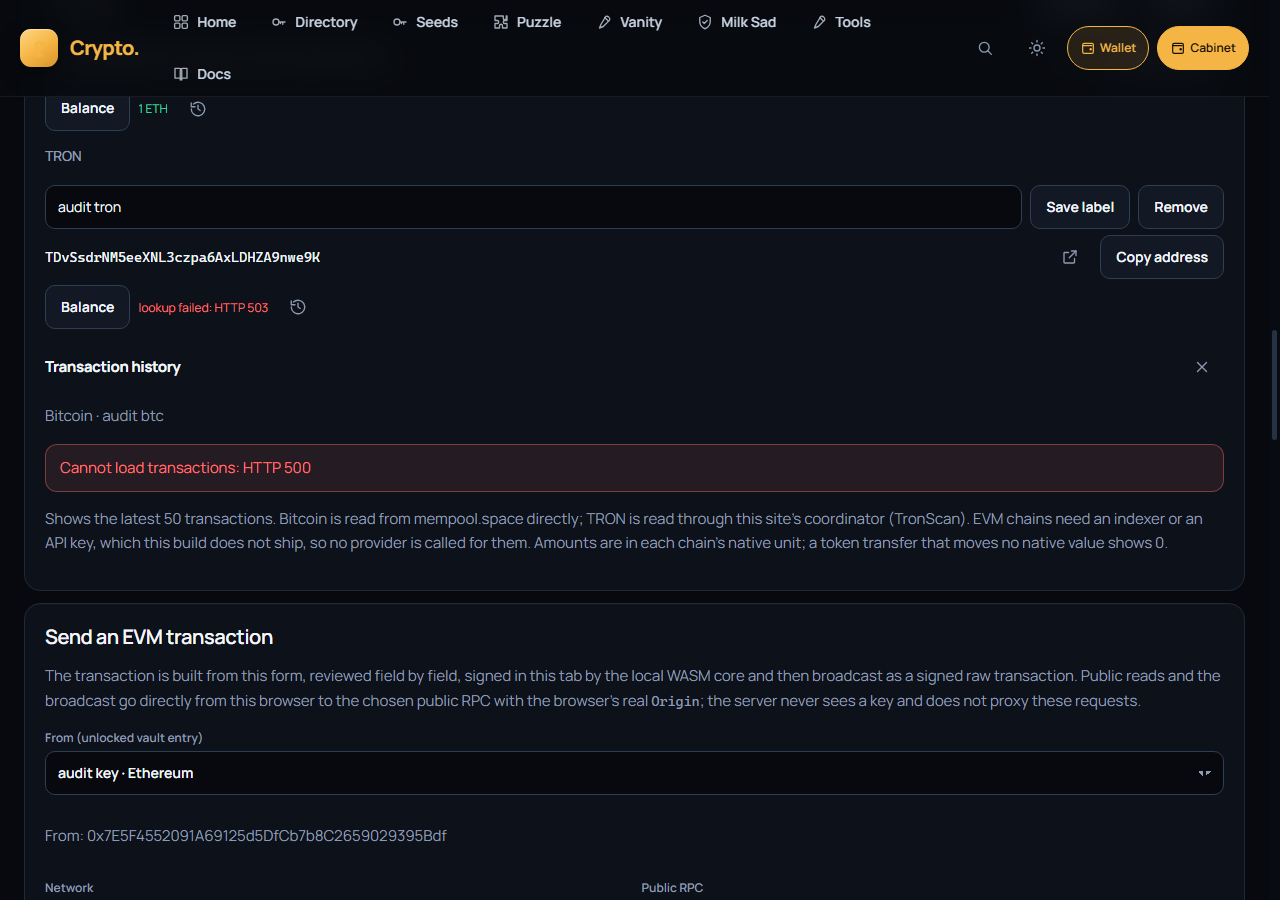 Crypto.
Home
Directory
Seeds
Puzzle
Vanity
Milk Sad
Tools
Docs
Wallet
Cabinet
Balance
1 ETH
TRON
audit tron
Save label
Remove
TDvSsdrNM5eeXNL3czpa6AxLDHZA9nwe9K
Copy address
Balance
lookup failed: HTTP 503
Transaction history
Bitcoin · audit btc
Cannot load transactions: HTTP 500
Shows the latest 50 transactions. Bitcoin is read from mempool.space directly; TRON is read through this site's coordinator (TronScan). EVM chains need an indexer or an
API key, which this build does not ship, so no provider is called for them. Amounts are in each chain's native unit; a token transfer that moves no native value shows 0.
Send an EVM transaction
The transaction is built from this form, reviewed field by field, signed in this tab by the local WASM core and then broadcast as a signed raw transaction. Public reads and the
broadcast go directly from this browser to the chosen public RPC with the browser's real Origin; the server never sees a key and does not proxy these requests.
From (unlocked vault entry)
audit key · Ethereum
From: 0x7E5F4552091A69125d5DfCb7b8C2659029395Bdf
Network
Public RPC